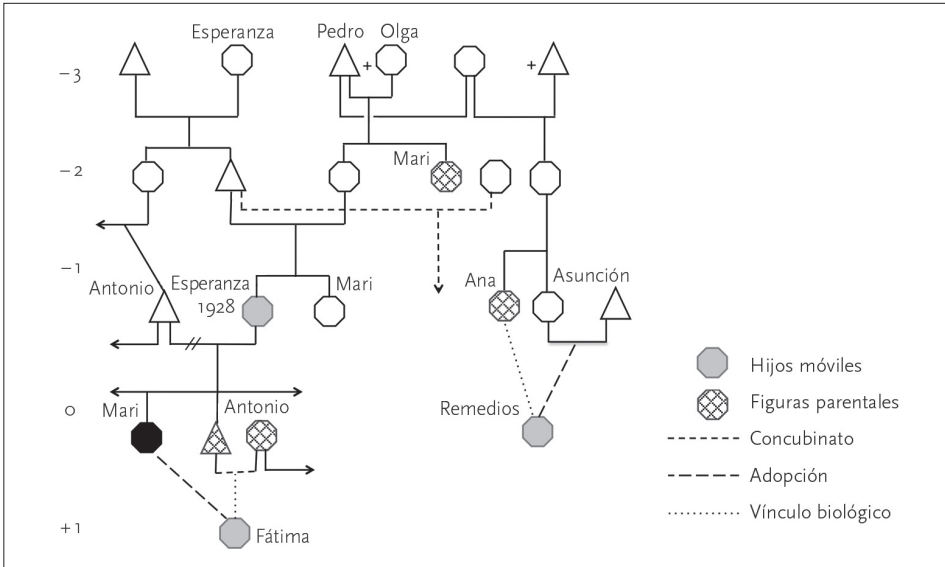 Esperanza Pedro Olga
−3 + +
−2 Mari
−1 Antonio Esperanza
1928 Mari Ana Asunción
0 Mari Antonio Remedios
+1 Fátima
Hijos móviles
Figuras parentales
Concubinato
Adopción
Vínculo biológico